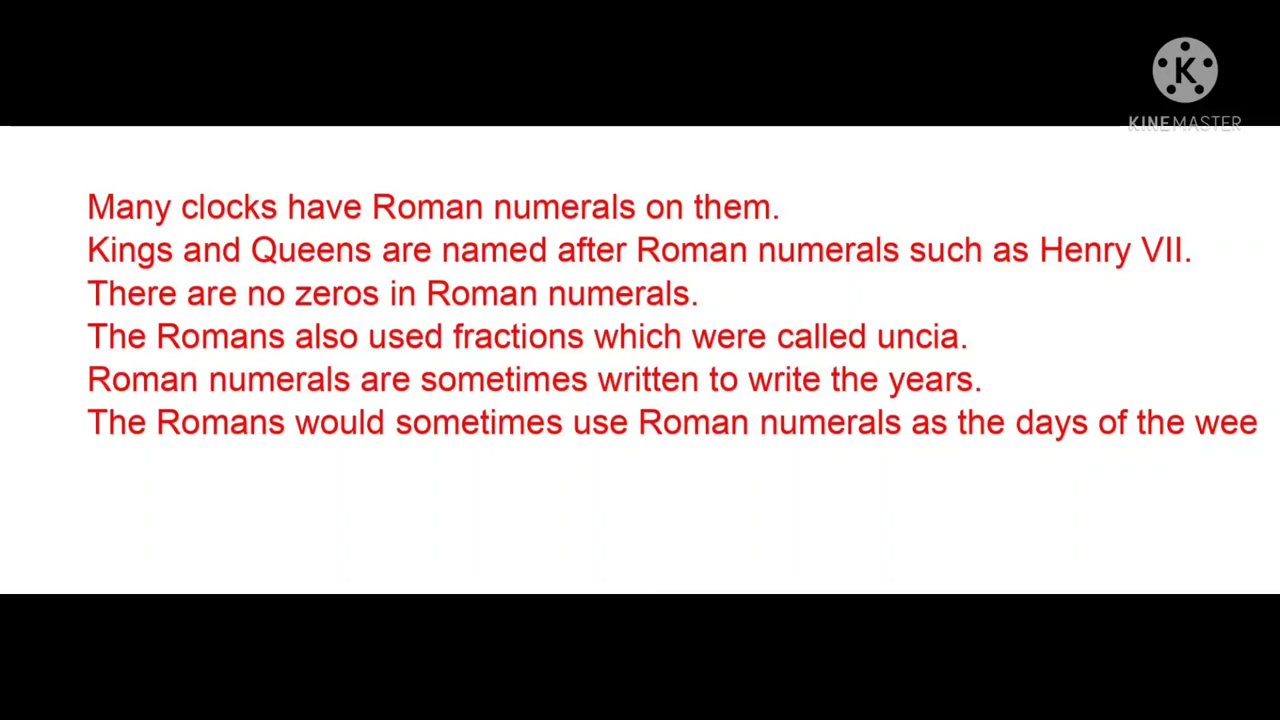 K
KINEMASTER
Many clocks have Roman numerals on them.
Kings and Queens are named after Roman numerals such as Henry VII.
There are no zeros in Roman numerals.
The Romans also used fractions which were called uncia.
Roman numerals are sometimes written to write the years.
The Romans would sometimes use Roman numerals as the days of the wee